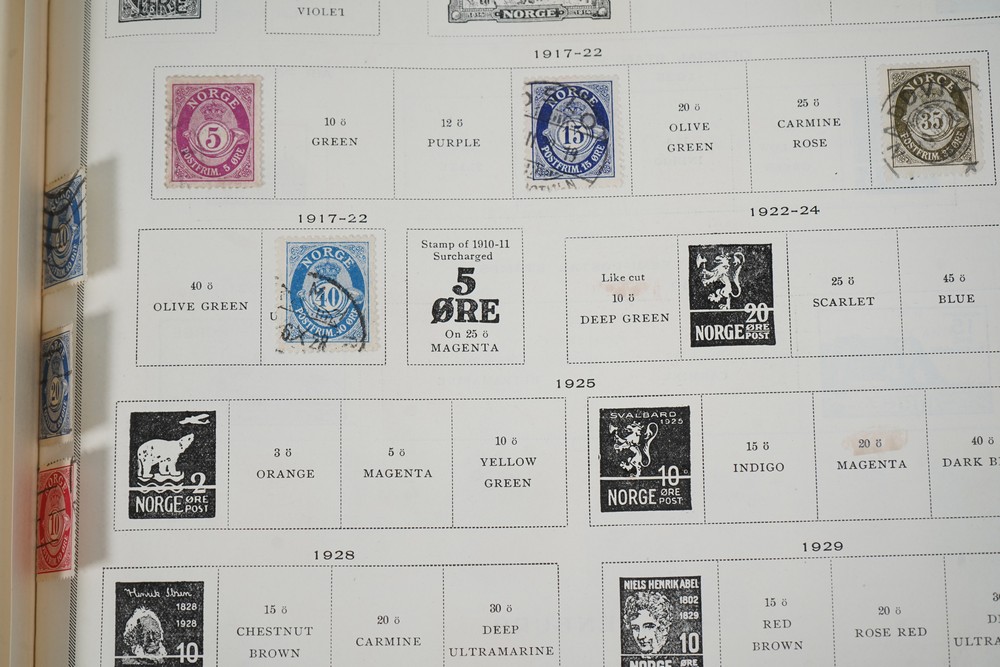 VIOLET
NORGE
1917-22
NORGE
5
POSTFRIM. 5 ØRE
10 ö
GREEN
12 ö
PURPLE
NORGE
15
POSTFRIM. 15 ØRE
20 ö
OLIVE
GREEN
25 ö
CARMINE
ROSE
NORGE
35
1917-22
40 ö
OLIVE GREEN
NORGE
40
POSTFRIM. 40 ØRE
Stamp of 1910-11
Surcharged
5
ØRE
On 25 ö
MAGENTA
1922-24
Like cut
10 ö
DEEP GREEN
20
NORGE ØRE
POST
25 ö
SCARLET
45 ö
BLUE
1925
2
NORGE ØRE
POST
3 ö
ORANGE
5 ö
MAGENTA
10 ö
YELLOW
GREEN
SVALBARD
1925
10
NORGE ØRE
POST
15 ö
INDIGO
20 ö
MAGENTA
40 ö
DARK
1928
Henrik Ibsen
1828
1928
10
15 ö
CHESTNUT
BROWN
20 ö
CARMINE
30 ö
DEEP
ULTRAMARINE
1929
NIELS HENRIK ABEL
1802
1829
10
NORGE ØRE
15 ö
RED
BROWN
20 ö
ROSE RED
10
20
10